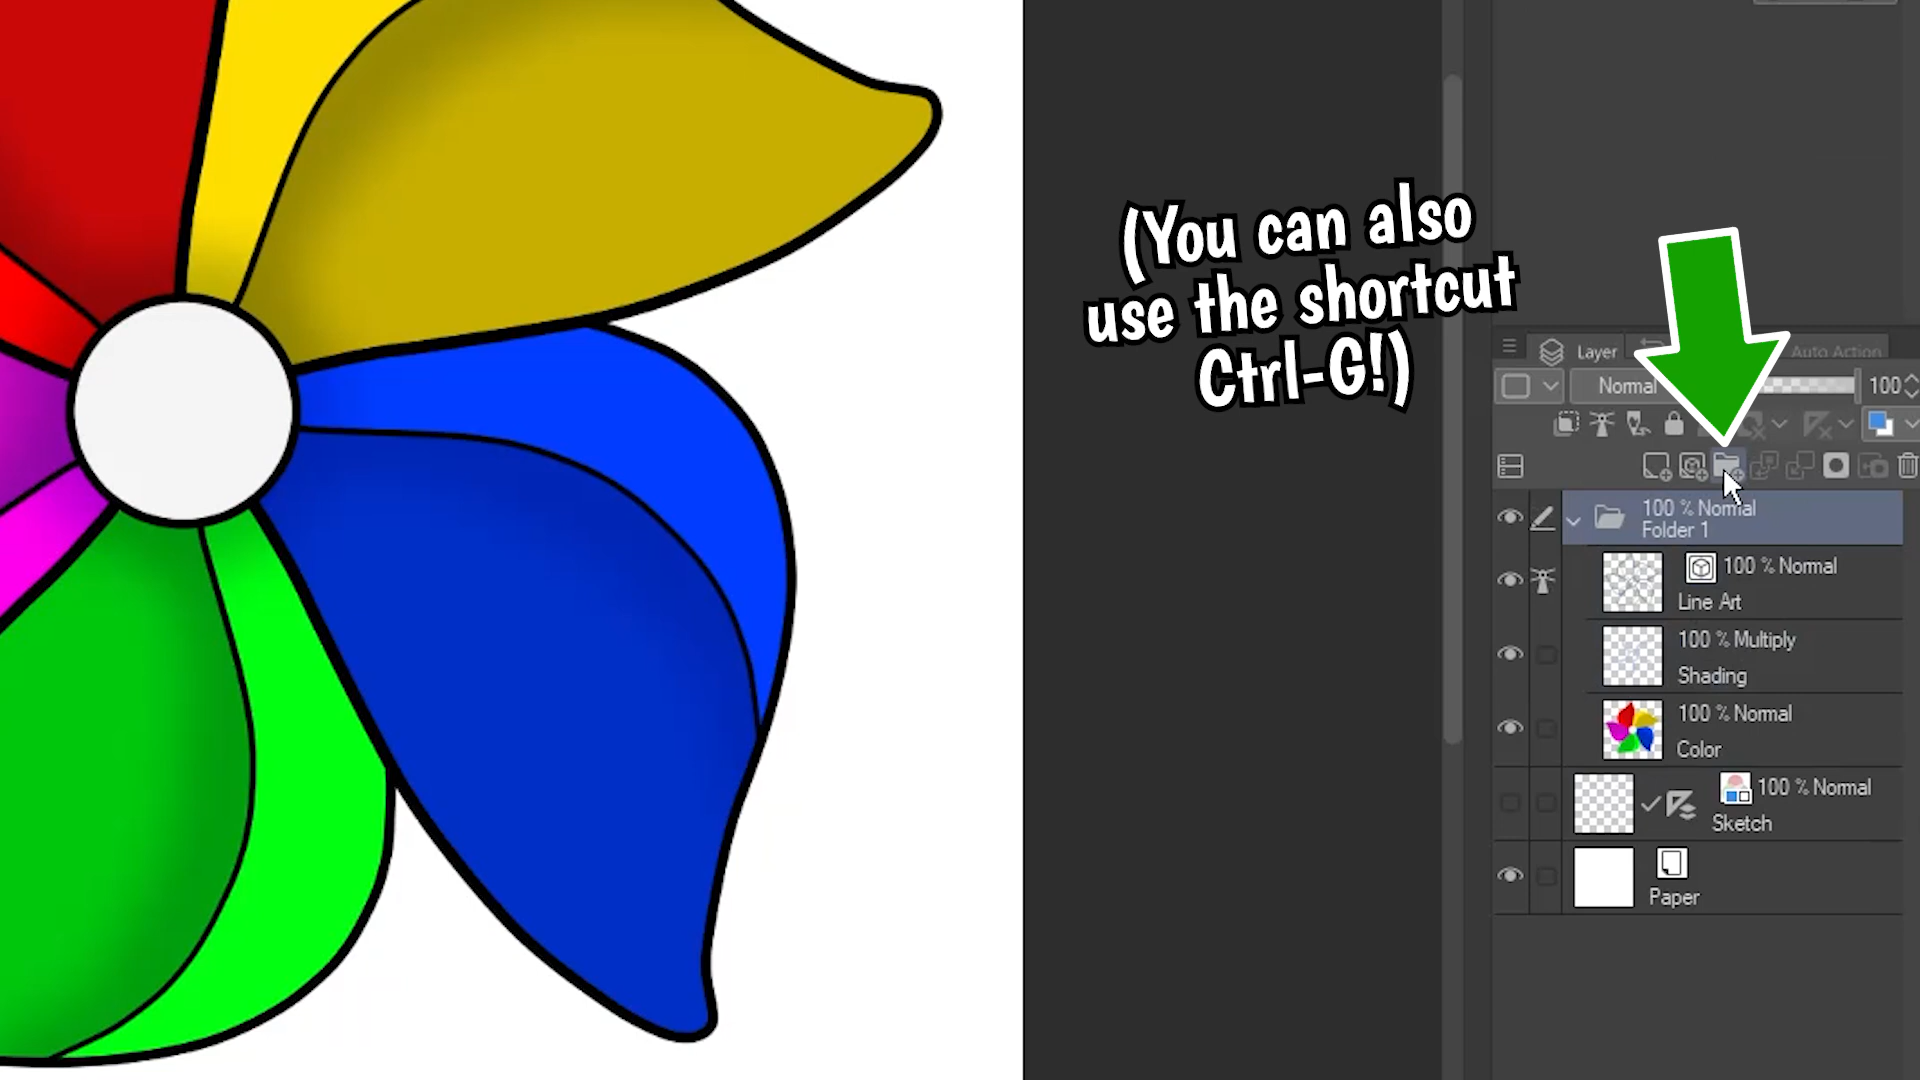 (You can also
use the shortcut
Ctrl-G!)
Layer
Auto Action
Normal
100
100 % Normal
Folder 1
100 % Normal
Line Art
100 % Multiply
Shading
100 % Normal
Color
100 % Normal
Sketch
Paper